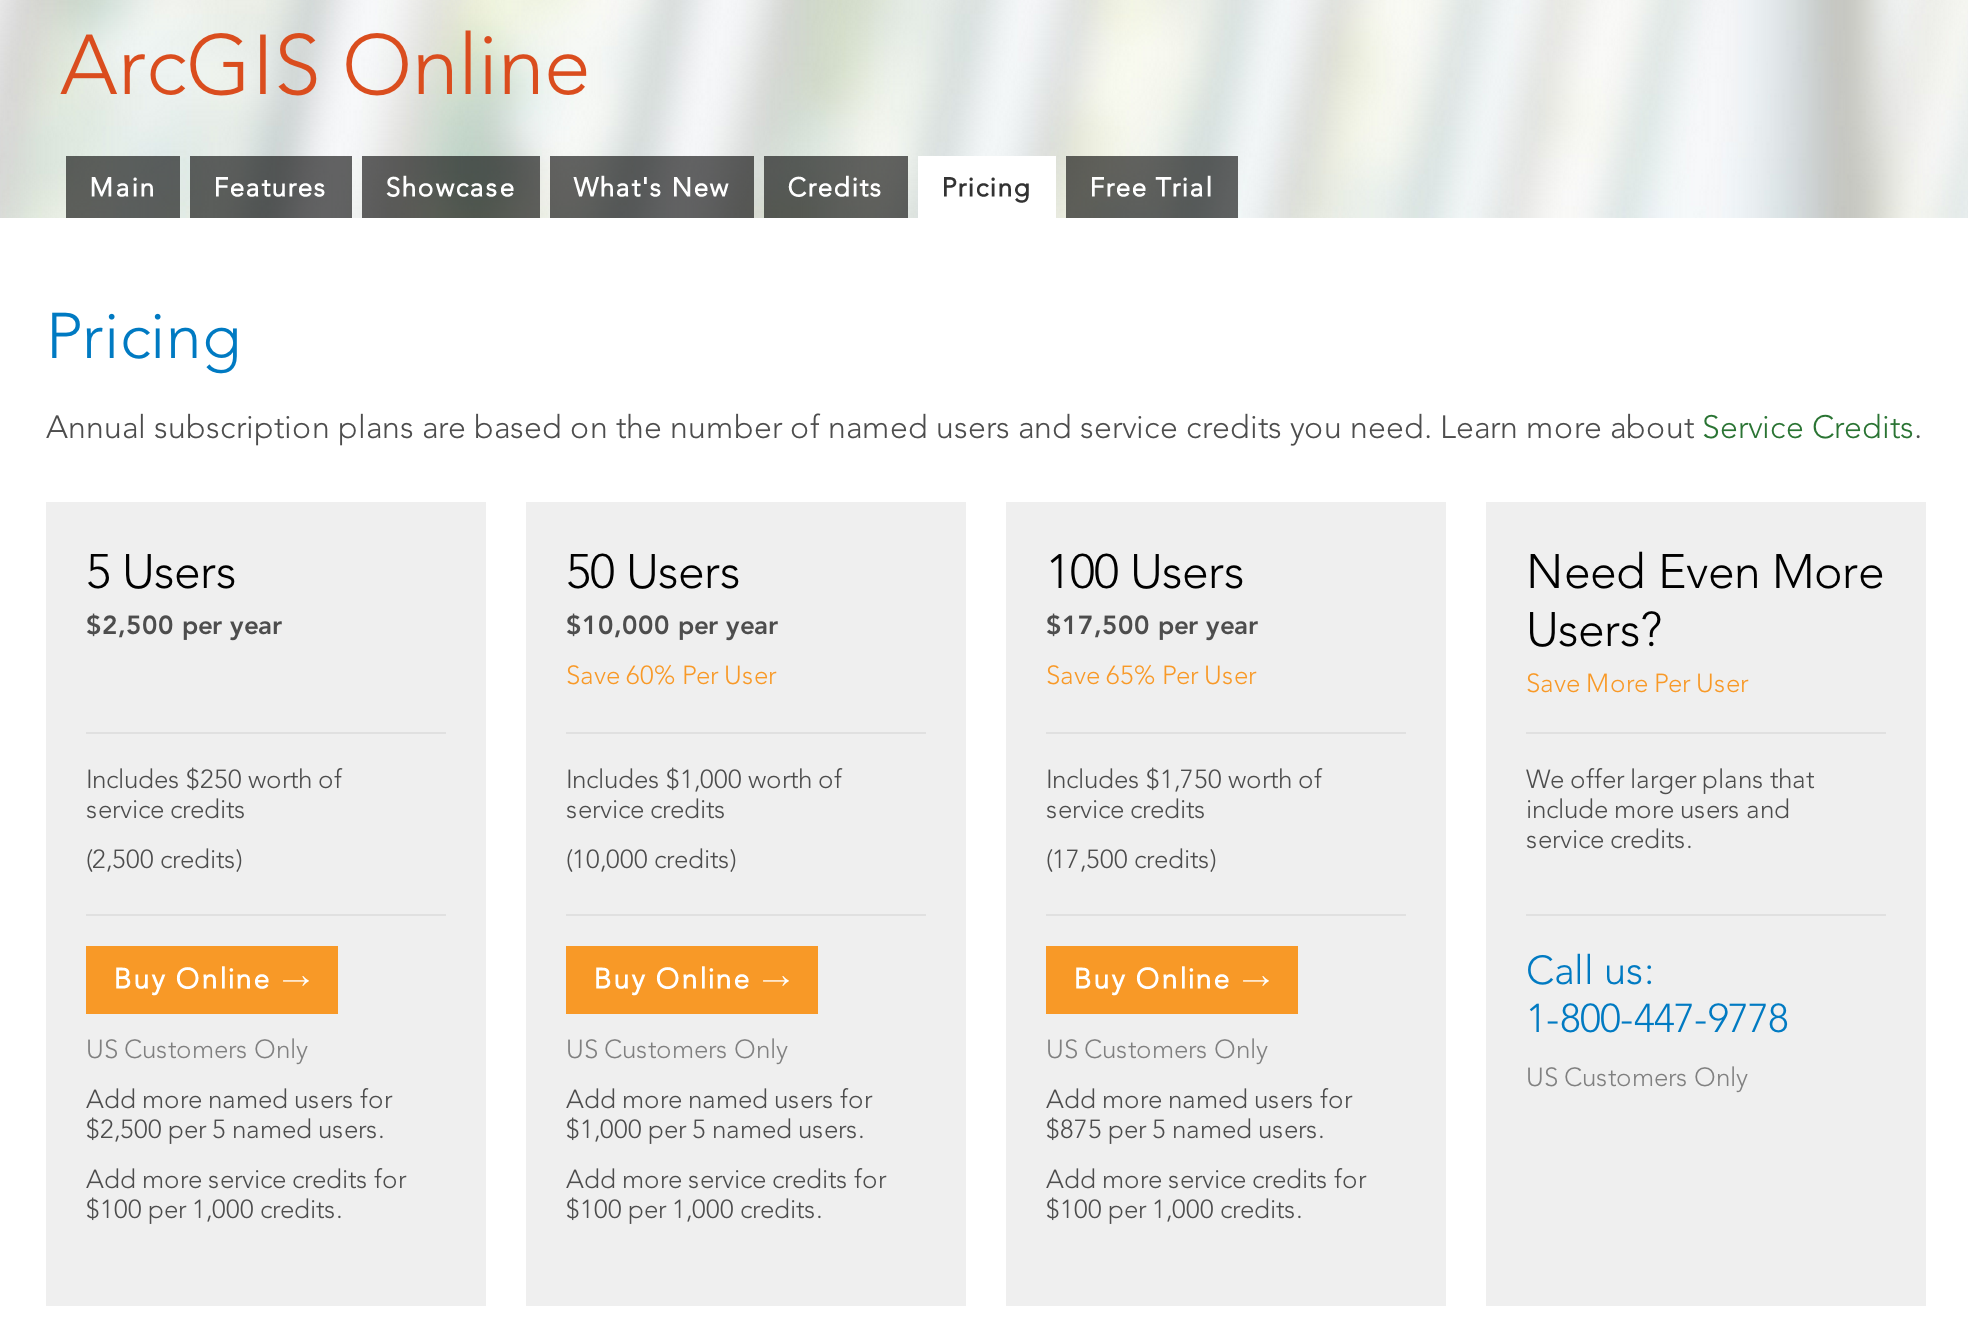 ArcGIS Online
Main
Features
Showcase
What's New
Credits
Pricing
Free Trial
Pricing
Annual subscription plans are based on the number of named users and service credits you need. Learn more about Service Credits.
5 Users
$2,500 per year
Includes $250 worth of
service credits
(2,500 credits)
Buy Online →
US Customers Only
Add more named users for
$2,500 per 5 named users.
Add more service credits for
$100 per 1,000 credits.
50 Users
$10,000 per year
Save 60% Per User
Includes $1,000 worth of
service credits
(10,000 credits)
Buy Online →
US Customers Only
Add more named users for
$1,000 per 5 named users.
Add more service credits for
$100 per 1,000 credits.
100 Users
$17,500 per year
Save 65% Per User
Includes $1,750 worth of
service credits
(17,500 credits)
Buy Online →
US Customers Only
Add more named users for
$875 per 5 named users.
Add more service credits for
$100 per 1,000 credits.
Need Even More
Users?
Save More Per User
We offer larger plans that
include more users and
service credits.
Call us:
1-800-447-9778
US Customers Only